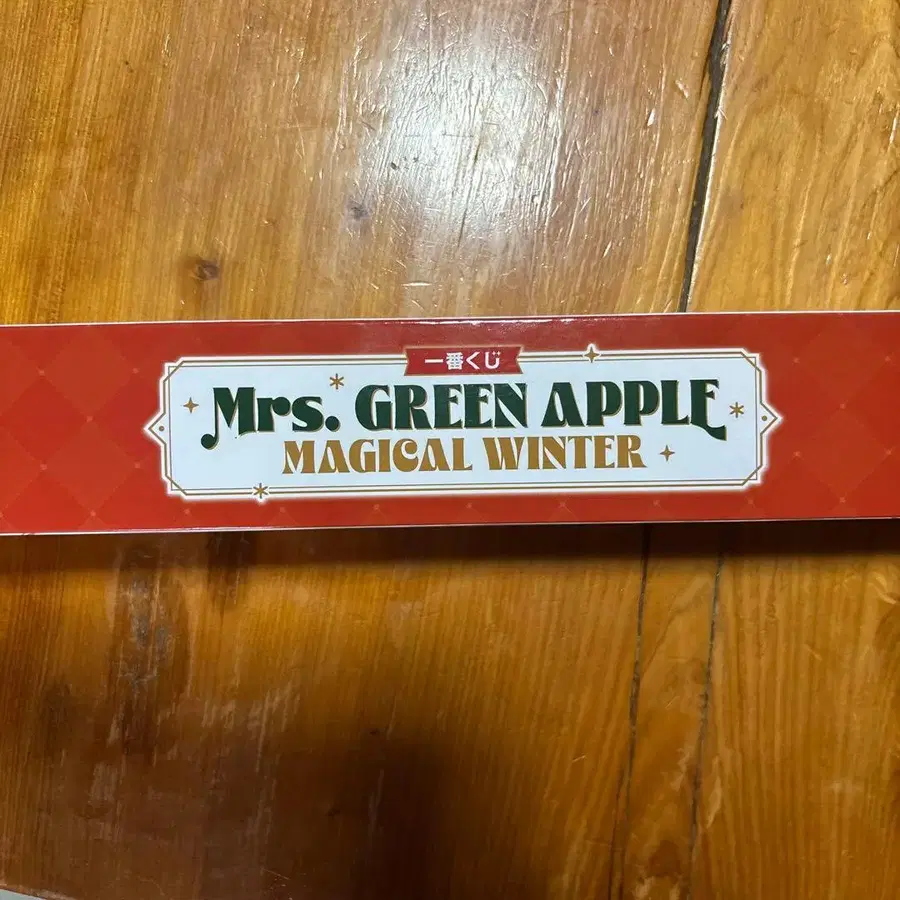 一番くじ
Mrs. GREEN APPLE
MAGICAL WINTER